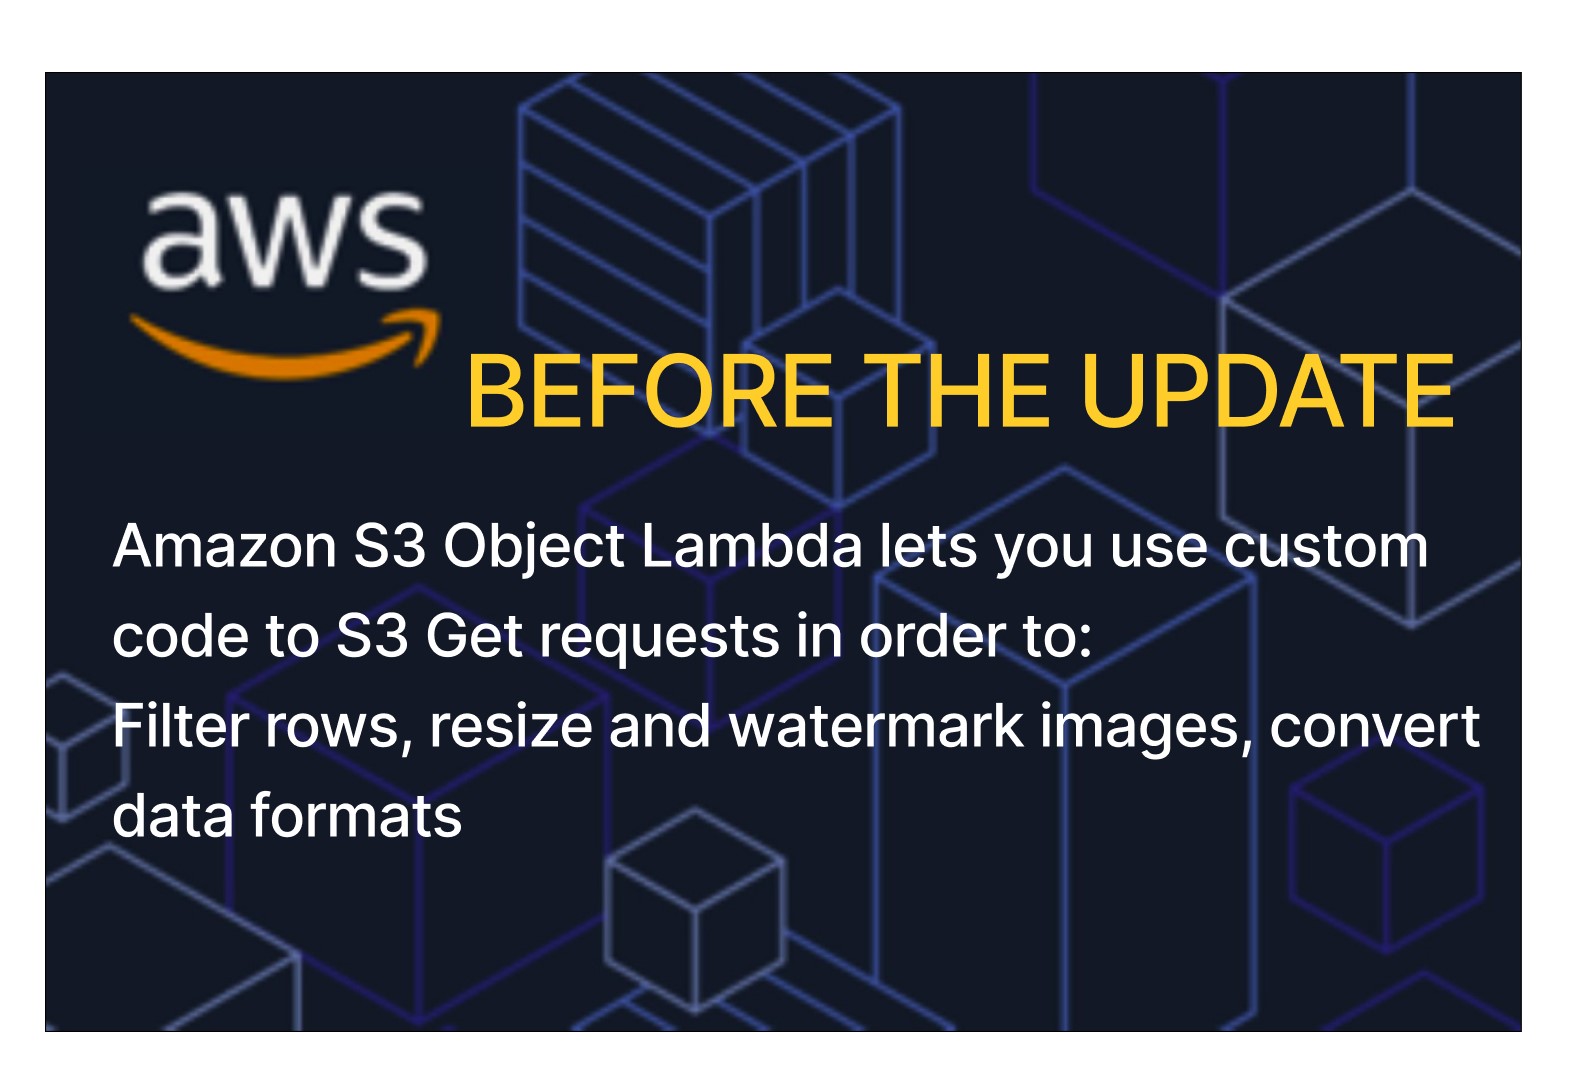 aws
BEFORE THE UPDATE
Amazon S3 Object Lambda lets you use custom
code to S3 Get requests in order to:
Filter rows, resize and watermark images, convert
data formats